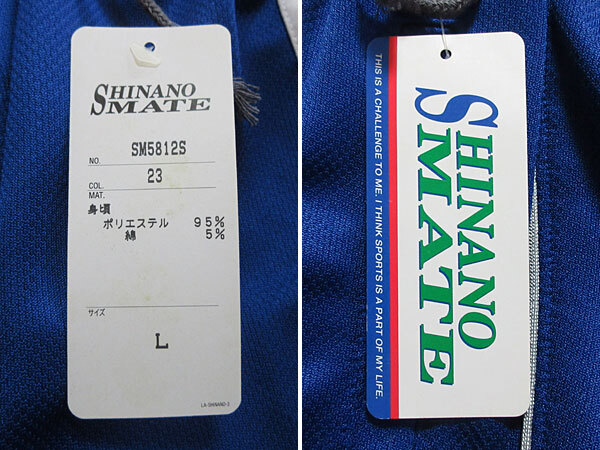 SHINANO
MATE
NO. SM5812S
COL. 23
MAT.
身頃
ポリエステル 95%
綿 5%
サイズ
L
LA-SHINANO-2
SHINANO
MATE
THIS IS A CHALLENGE TO ME. I THINK SPORTS IS A PART OF MY LIFE.